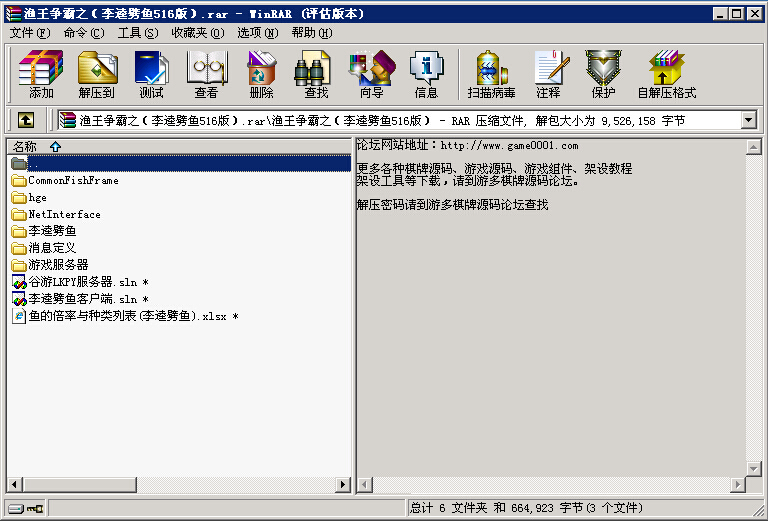 渔王争霸之（李逵劈鱼516版）.rar - WinRAR (评估版本)
文件(F) 命令(C) 工具(S) 收藏夹(O) 选项(N) 帮助(H)
添加 解压到 测试 查看 删除 查找 向导 信息 扫描病毒 注释 保护 自解压格式
渔王争霸之（李逵劈鱼516版）.rar\渔王争霸之（李逵劈鱼516版） - RAR 压缩文件, 解包大小为 9,526,158 字节
名称
..
CommonFishFrame
hge
NetInterface
李逵劈鱼
消息定义
游戏服务器
谷游LKPY服务器.sln *
李逵劈鱼客户端.sln *
鱼的倍率与种类列表(李逵劈鱼).xlsx *
论坛网站地址：http://www.game0001.com
更多各种棋牌源码、游戏源码、游戏组件、架设教程
架设工具等下载，请到游多棋牌源码论坛。
解压密码请到游多棋牌源码论坛查找
总计 6 文件夹 和 664,923 字节(3 个文件)